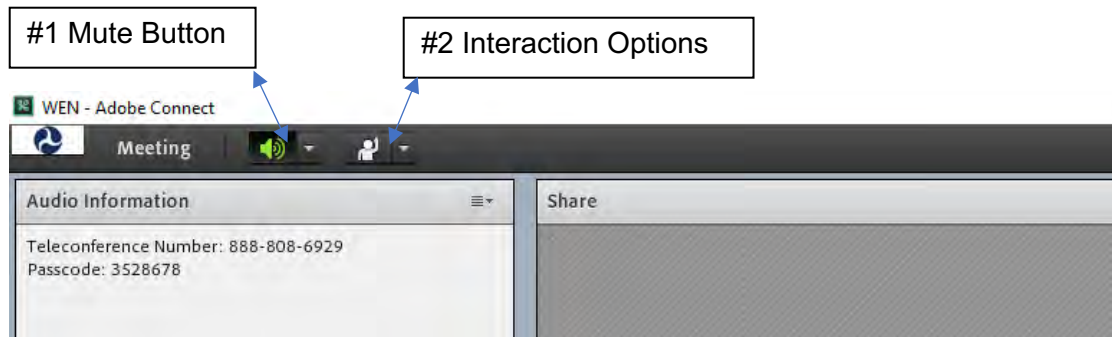 #1 Mute Button
#2 Interaction Options
WEN - Adobe Connect
Meeting
Audio Information
Share
Teleconference Number: 888-808-6929
Passcode: 3528678